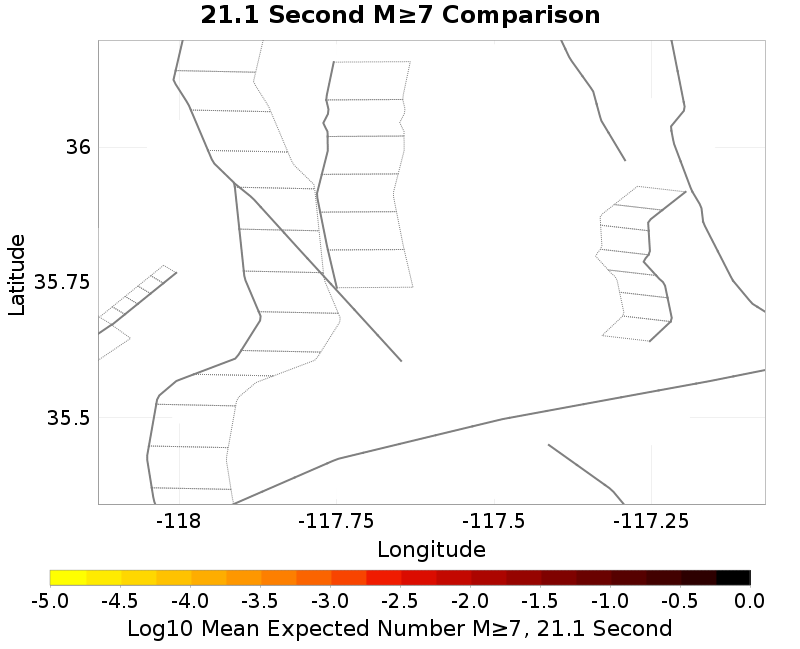 21.1 Second M≥7 Comparison
36
35.75
35.5
Latitude
-118 -117.75 -117.5 -117.25
Longitude
-5.0 -4.5 -4.0 -3.5 -3.0 -2.5 -2.0 -1.5 -1.0 -0.5 0.0
Log10 Mean Expected Number M≥7, 21.1 Second